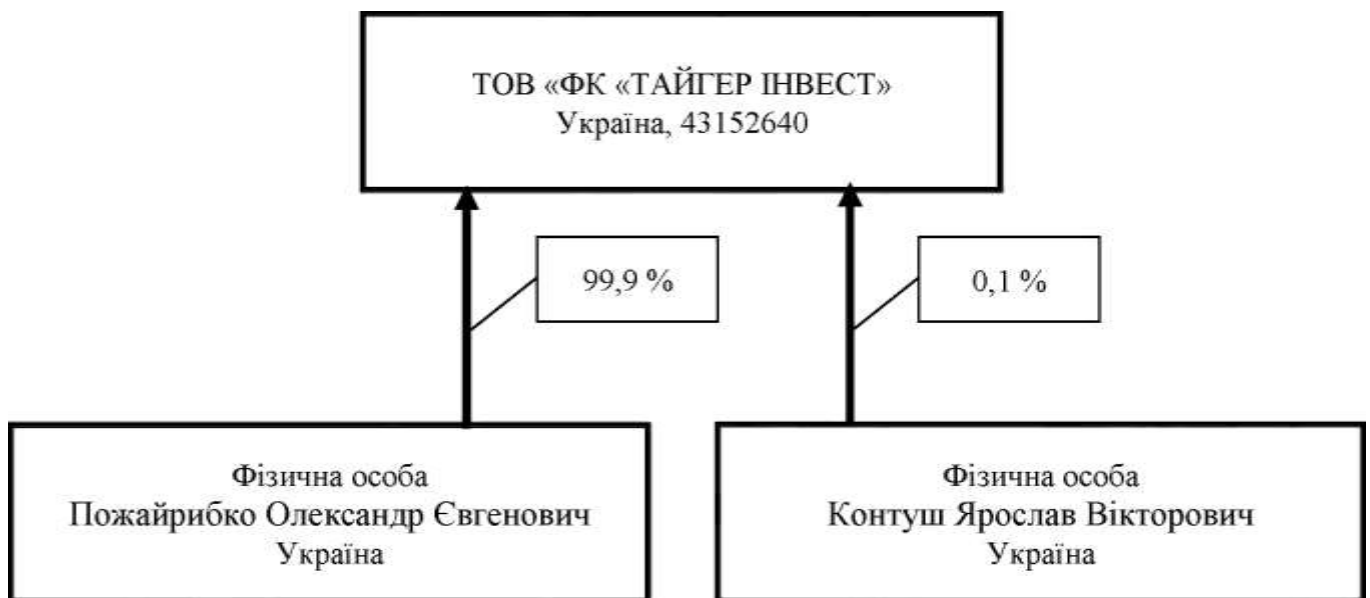 ТОВ «ФК «ТАЙГЕР ІНВЕСТ»
Україна, 43152640
99,9 %
0,1 %
Фізична особа
Пожайрибко Олександр Євгенович
Україна
Фізична особа
Контуш Ярослав Вікторович
Україна